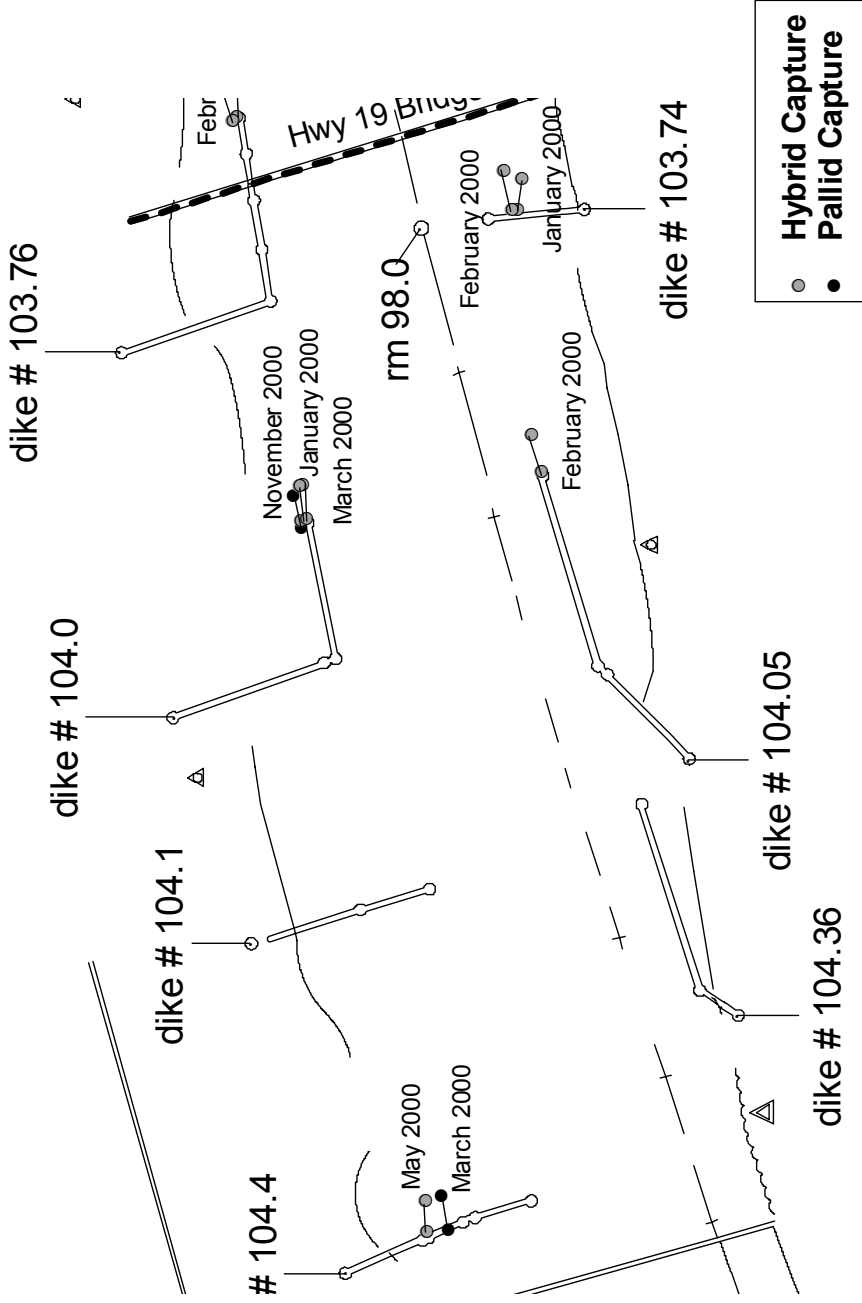 dike # 103.76
Febr
Hwy 19 Bridge
November 2000
January 2000
March 2000
rm 98.0
February 2000
January 2000
dike # 103.74
February 2000
dike # 104.0
dike # 104.05
dike # 104.1
dike # 104.36
May 2000
March 2000
# 104.4
Hybrid Capture
Pallid Capture